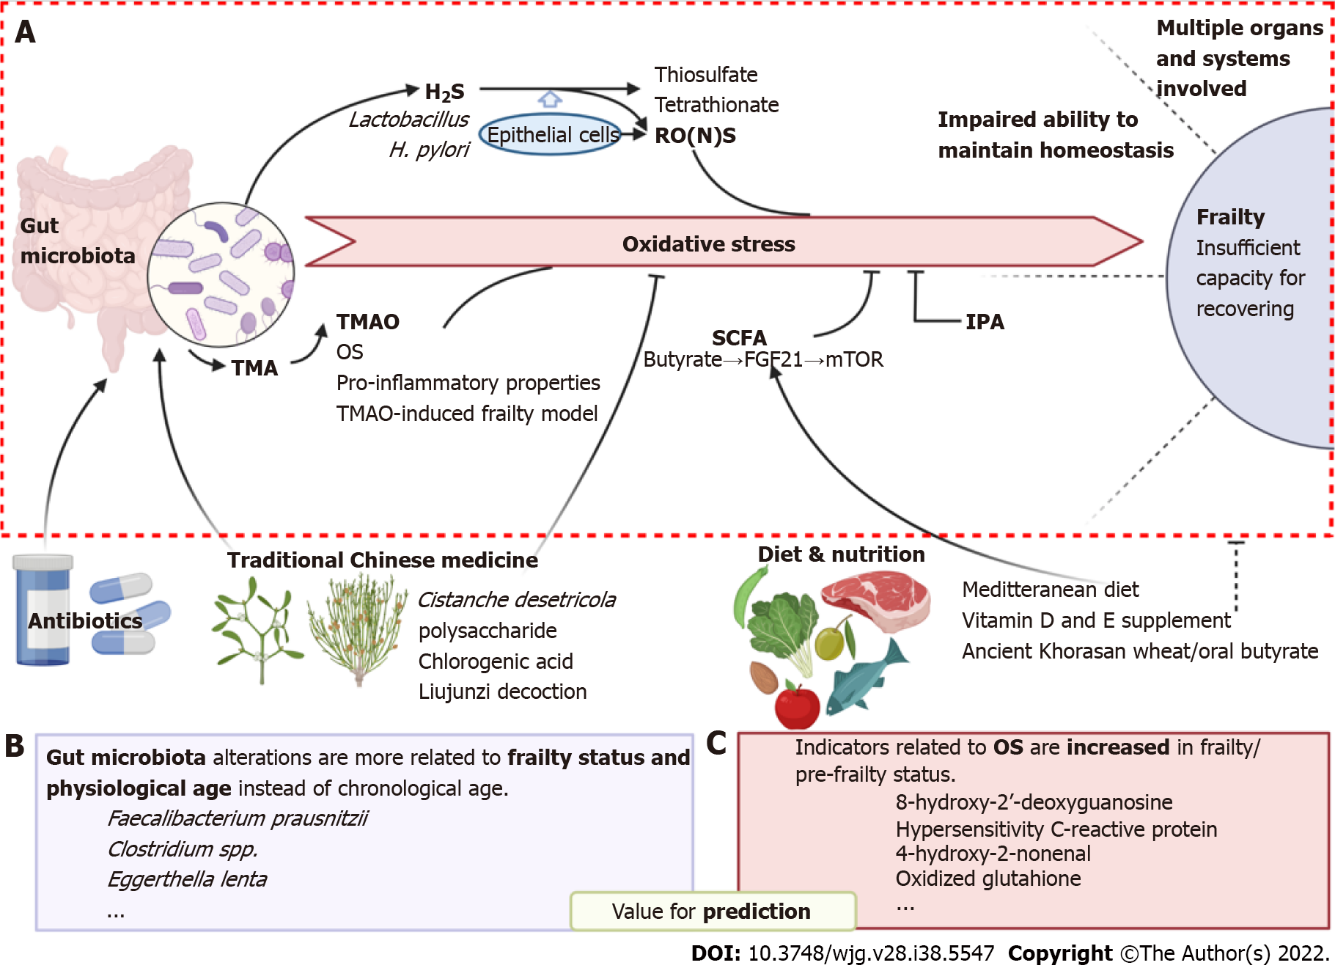 A
Multiple organs
and systems
involved
H₂S
Lactobacillus
H. pylori
Epithelial cells
Thiosulfate
Tetrathionate
RO(N)S
Impaired ability to
maintain homeostasis
Gut
microbiota
Oxidative stress
Frailty
Insufficient
capacity for
recovering
TMA
TMAO
OS
Pro-inflammatory properties
TMAO-induced frailty model
SCFA
Butyrate→FGF21→mTOR
IPA
Antibiotics
Traditional Chinese medicine
Cistanche desetricola
polysaccharide
Chlorogenic acid
Liujunzi decoction
Diet & nutrition
Meditteranean diet
Vitamin D and E supplement
Ancient Khorasan wheat/oral butyrate
B
Gut microbiota alterations are more related to frailty status and
physiological age instead of chronological age.
Faecalibacterium prausnitzii
Clostridium spp.
Eggerthella lenta
...
C
Indicators related to OS are increased in frailty/
pre-frailty status.
8-hydroxy-2′-deoxyguanosine
Hypersensitivity C-reactive protein
4-hydroxy-2-nonenal
Oxidized glutahione
...
Value for prediction
DOI: 10.3748/wjg.v28.i38.5547 Copyright ©The Author(s) 2022.